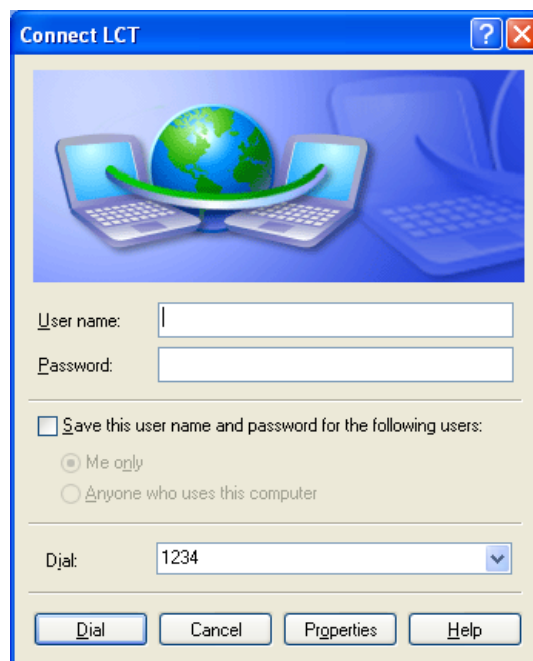 Connect LCT
User name:
Password:
Save this user name and password for the following users:
Me only
Anyone who uses this computer
Dial: 1234
Dial Cancel Properties Help